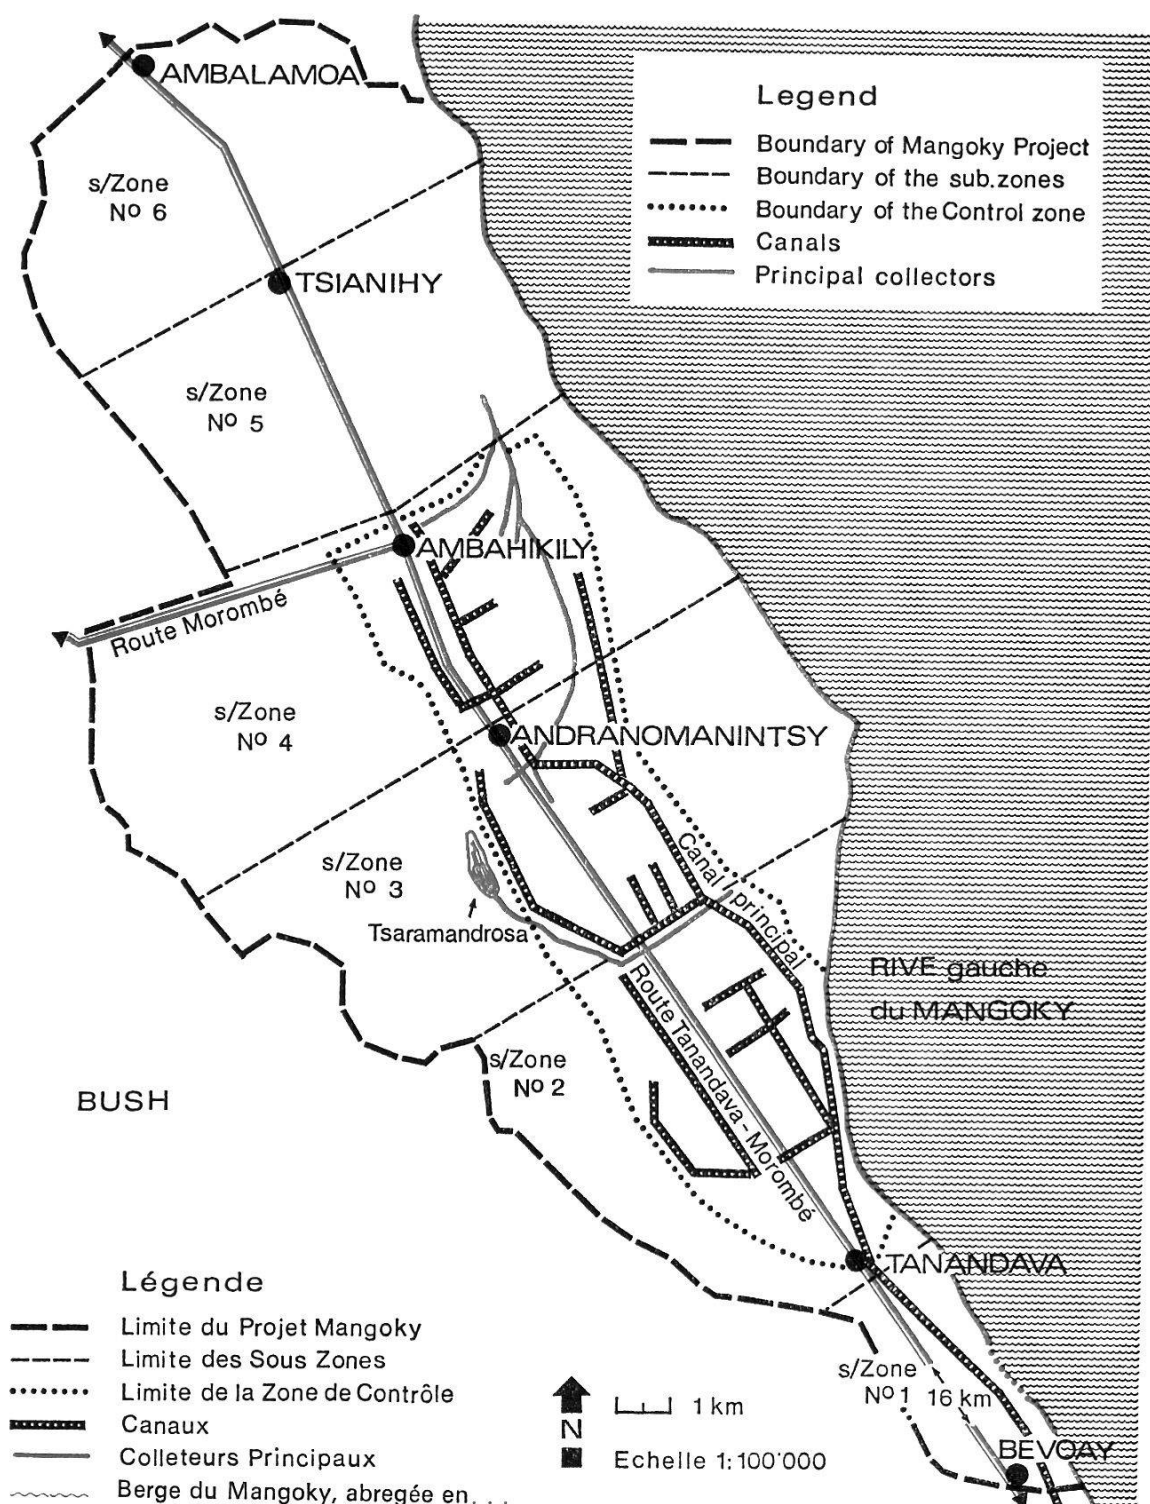 AMBALAMOA
Legend
Boundary of Mangoky Project
Boundary of the sub.zones
Boundary of the Control zone
Canals
Principal collectors
s/Zone
Nº 6
TSIANIHY
s/Zone
Nº 5
AMBAHIKILY
Route Morombé
s/Zone
Nº 4
ANDRANOMANINTSY
s/Zone
Nº 3
Tsaramandrosa
Canal principal
RIVE gauche
du MANGOKY
Route Tanandava-Morombé
s/Zone
Nº 2
BUSH
TANANDAVA
s/Zone
Nº 1
16 km
BEVOAY
Légende
Limite du Projet Mangoky
Limite des Sous Zones
Limite de la Zone de Contrôle
Canaux
Colleteurs Principaux
Berge du Mangoky, abregée en...
1 km
N
Echelle 1:100'000